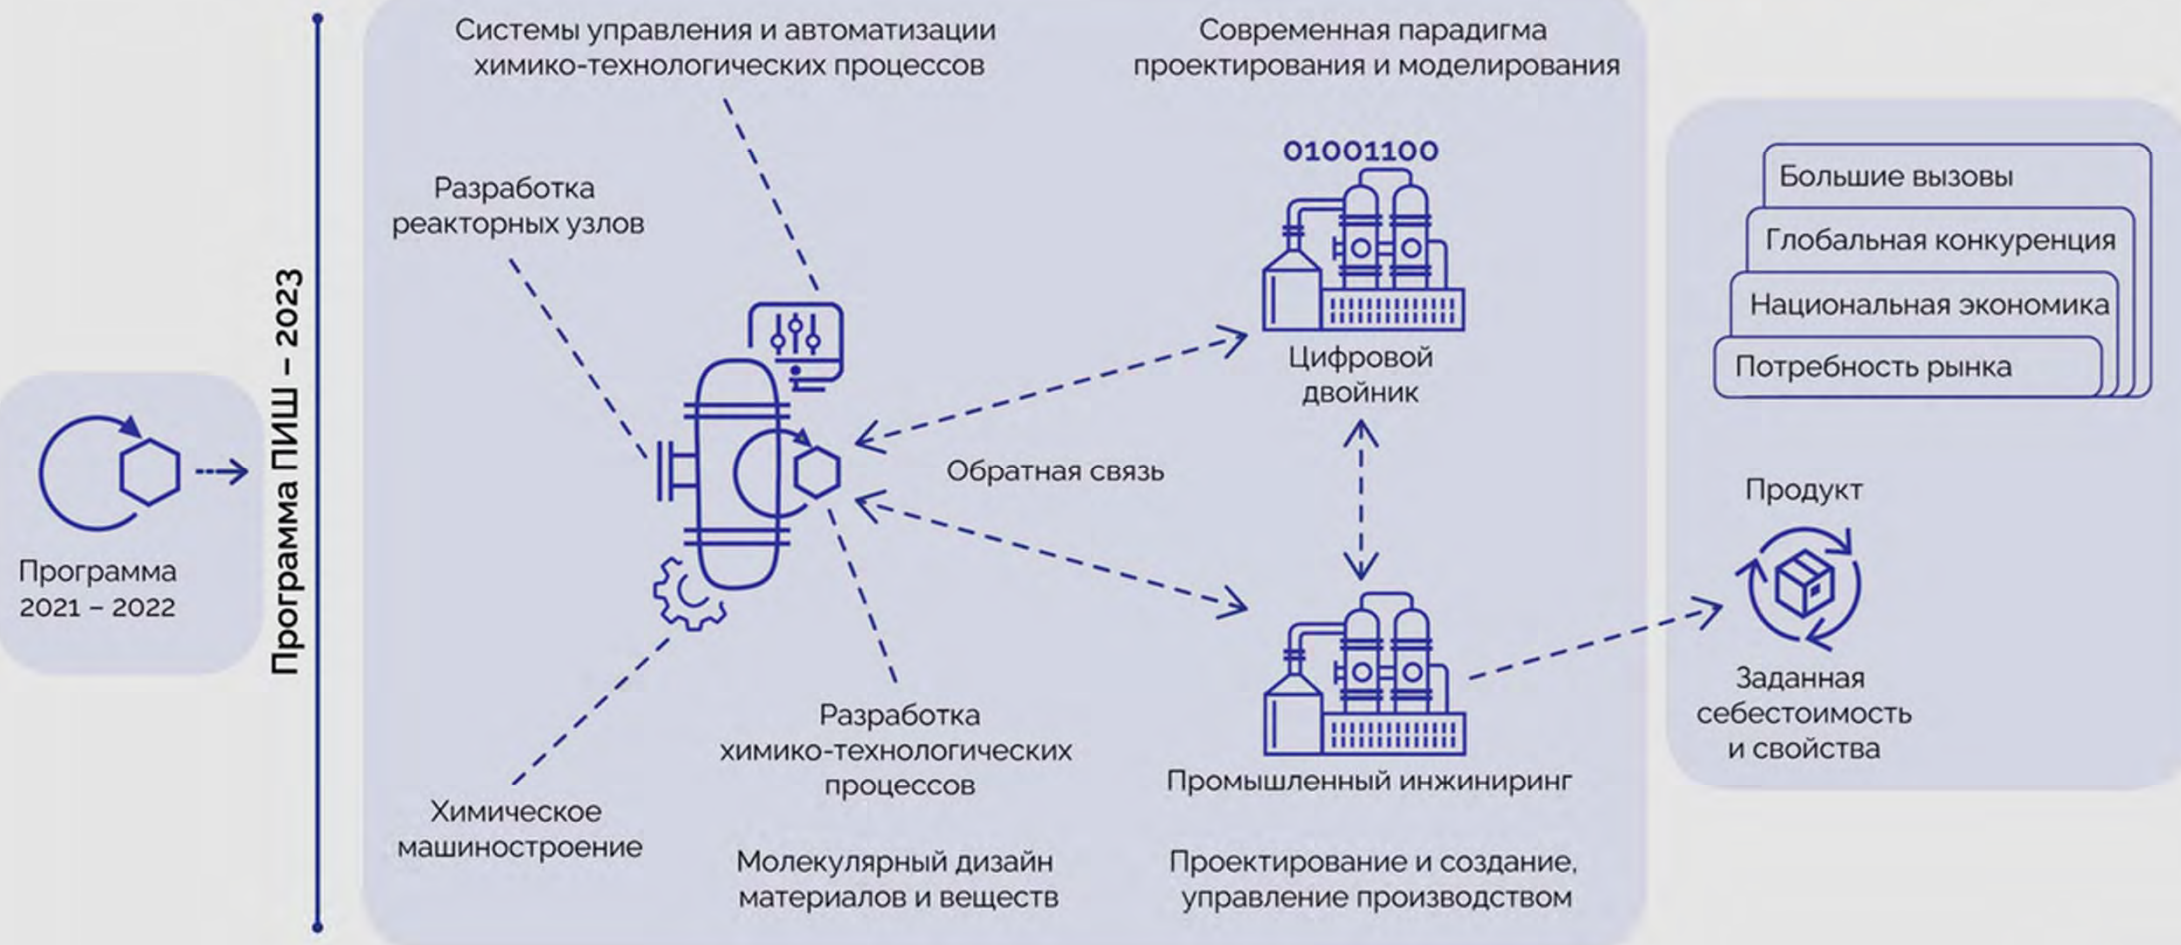 Программа
2021 – 2022
Программа ПИШ – 2023
Системы управления и автоматизации
химико-технологических процессов
Разработка
реакторных узлов
Химическое
машиностроение
Разработка
химико-технологических
процессов
Молекулярный дизайн
материалов и веществ
Обратная связь
Современная парадигма
проектирования и моделирования
01001100
Цифровой
двойник
Промышленный инжиниринг
Проектирование и создание,
управление производством
Большие вызовы
Глобальная конкуренция
Национальная экономика
Потребность рынка
Продукт
Заданная
себестоимость
и свойства